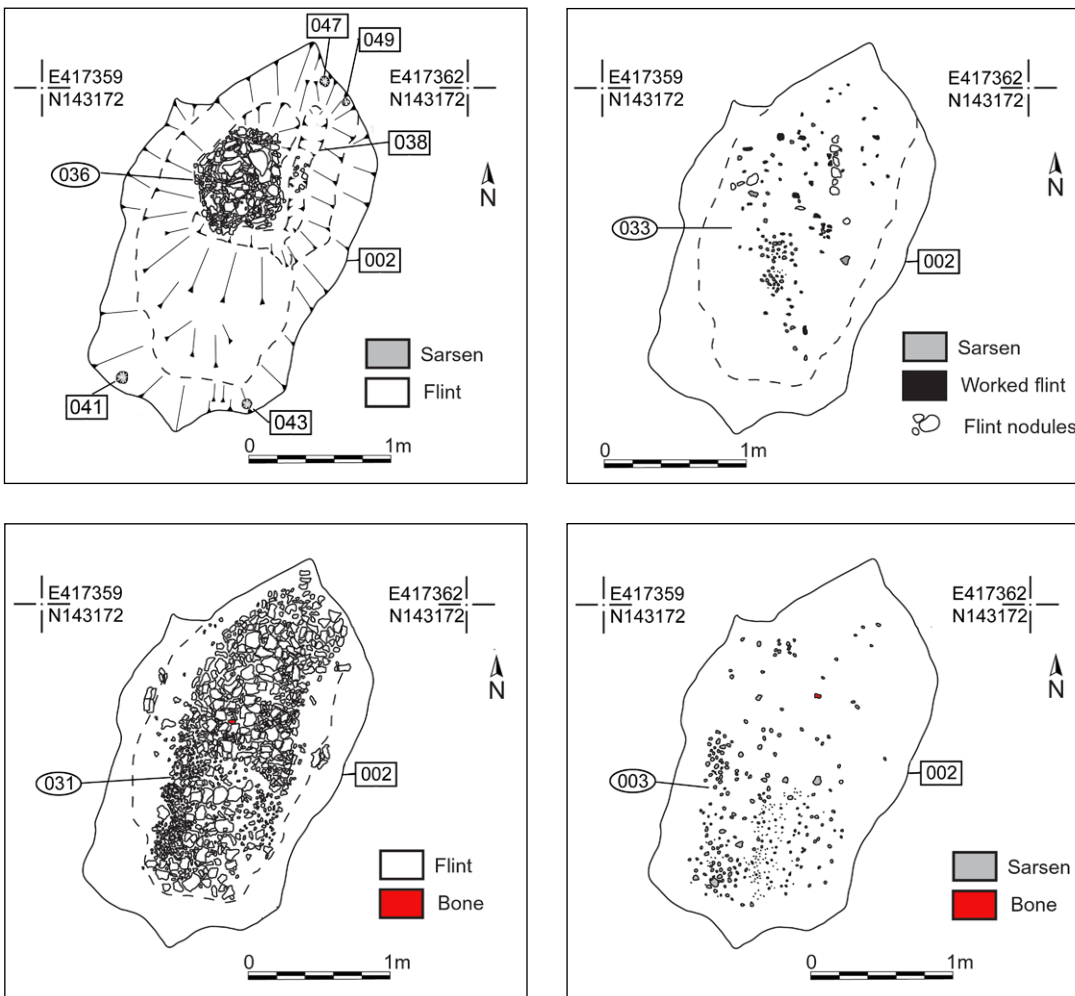 047
049
E417359
N143172
E417362
N143172
038
036
N
002
Sarsen
Flint
041
043
0 1m
E417359
N143172
E417362
N143172
N
033
002
Sarsen
Worked flint
Flint nodules
0 1m
E417359
N143172
E417362
N143172
N
031
002
Flint
Bone
0 1m
E417359
N143172
E417362
N143172
N
003
002
Sarsen
Bone
0 1m